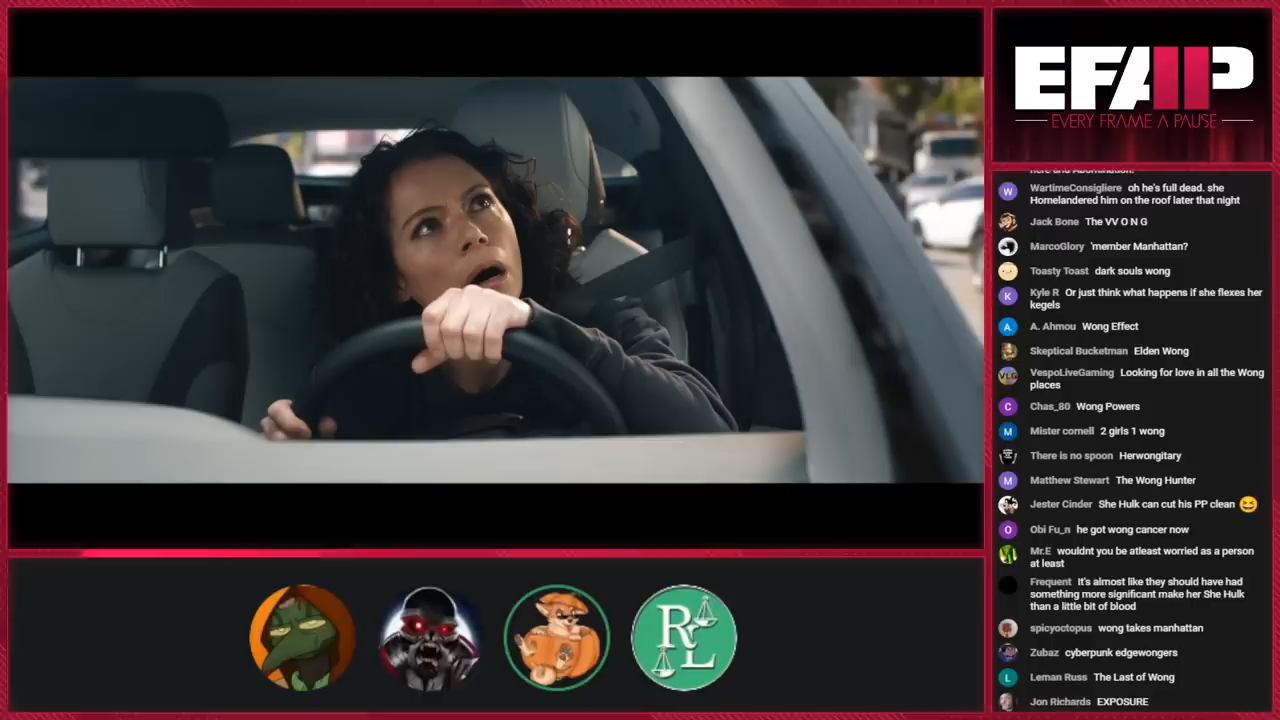 EFAP
EVERY FRAME A PAUSE
here and Abomination.
WartimeConsigliere oh he's full dead. she
Homelandered him on the roof later that night
Jack Bone The VV O N G
MarcoGlory 'member Manhattan?
Toasty Toast dark souls wong
Kyle R Or just think what happens if she flexes her
kegels
A. Ahmou Wong Effect
Skeptical Bucketman Elden Wong
VespoLiveGaming Looking for love in all the Wong
places
Chas_80 Wong Powers
Mister cornell 2 girls 1 wong
There is no spoon Herwongitary
Matthew Stewart The Wong Hunter
Jester Cinder She Hulk can cut his PP clean 😆
Obi Fu_n he got wong cancer now
Mr.E wouldnt you be atleast worried as a person
at least
Frequent It's almost like they should have had
something more significant make her She Hulk
than a little bit of blood
spicyoctopus wong takes manhattan
Zubaz cyberpunk edgewongers
Leman Russ The Last of Wong
Jon Richards EXPOSURE
W
K
A
VLG
C
M
M
M
L
R L